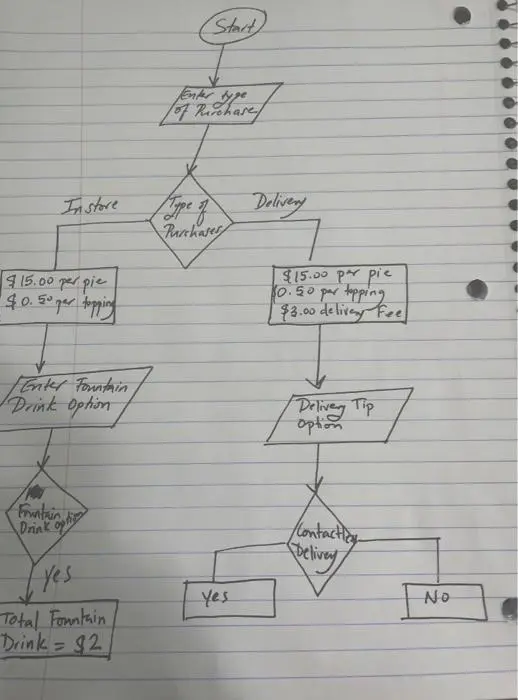 Start
Enter type
of Purchase
Type of
Purchases
Instore
Delivery
$15.00 per pie
$0.50 per topping
$15.00 per pie
$0.50 per topping
$3.00 delivery Fee
Enter Fountain
Drink Option
Delivery Tip
Option
Fountain
Drink Option
Contactless
Delivery
yes
Yes
NO
Total Fountain
Drink = $2